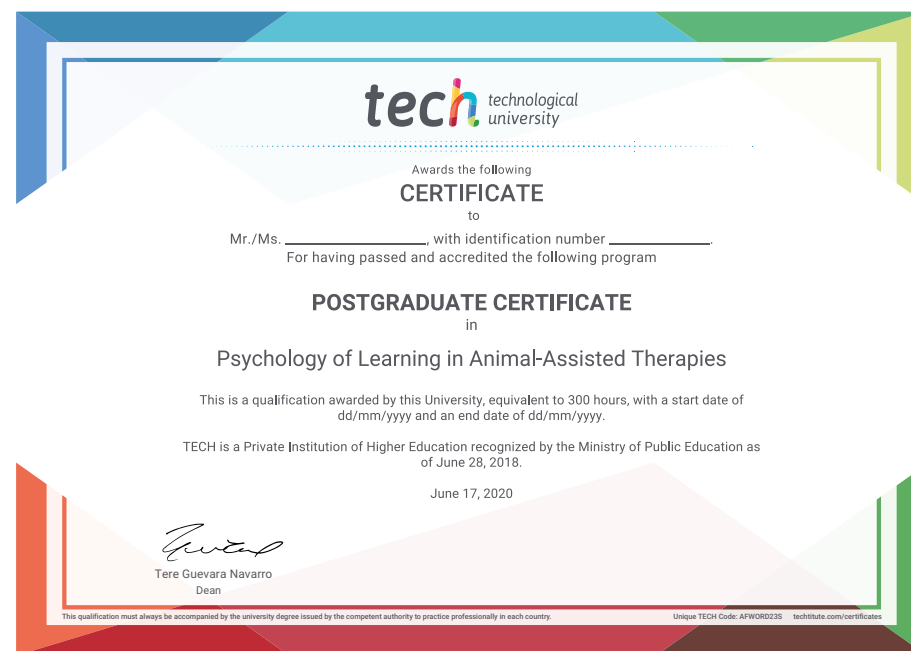 tech technological
university
Awards the following
CERTIFICATE
to
Mr./Ms. ________________, with identification number ____________.
For having passed and accredited the following program
POSTGRADUATE CERTIFICATE
in
Psychology of Learning in Animal-Assisted Therapies
This is a qualification awarded by this University, equivalent to 300 hours, with a start date of
dd/mm/yyyy and an end date of dd/mm/yyyy.
TECH is a Private Institution of Higher Education recognized by the Ministry of Public Education as
of June 28, 2018.
June 17, 2020
Tere Guevara Navarro
Dean
This qualification must always be accompanied by the university degree issued by the competent authority to practice professionally in each country. Unique TECH Code: AFWORD23S techtitute.com/certificates